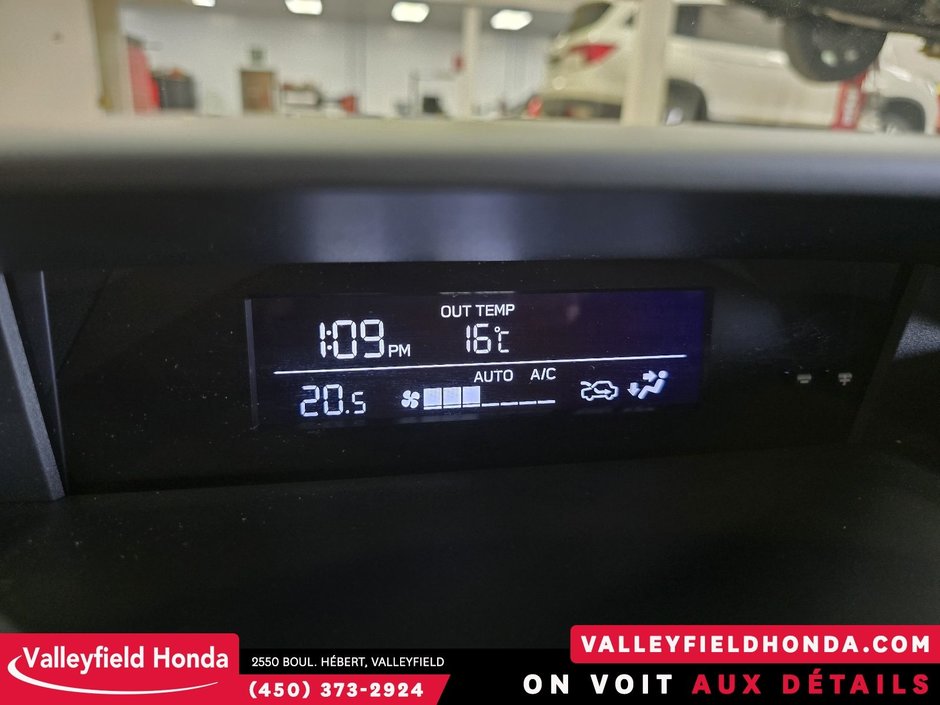 OUT TEMP
1:09 PM 16°C
AUTO A/C
20.5
Valleyfield Honda
2550 BOUL. HÉBERT, VALLEYFIELD
(450) 373-2924
VALLEYFIELDHONDA.COM
ON VOIT AUX DÉTAILS